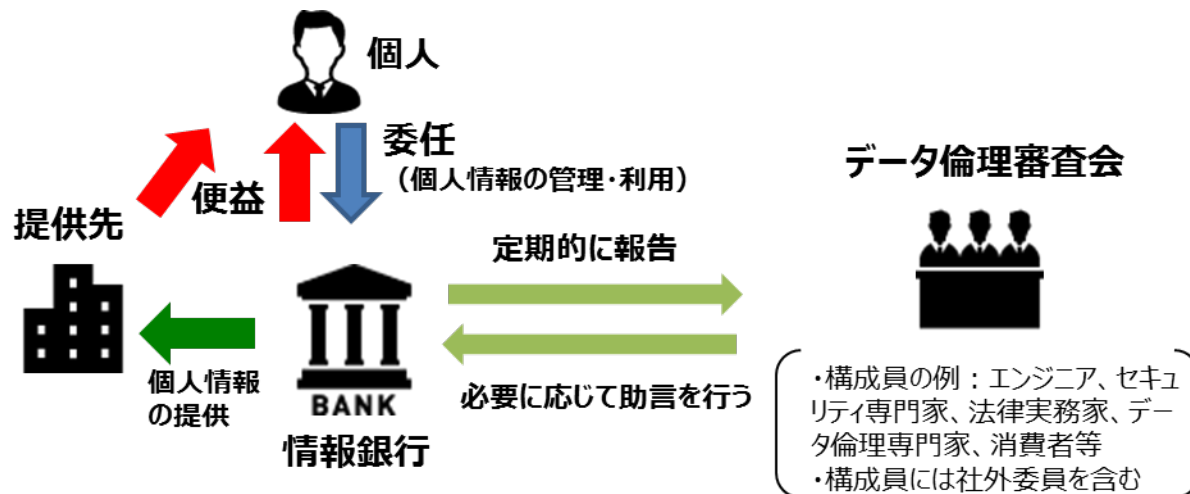 個人
委任
（個人情報の管理・利用）
便益
提供先
個人情報
の提供
BANK
情報銀行
定期的に報告
必要に応じて助言を行う
データ倫理審査会
・構成員の例：エンジニア、セキュ
リティ専門家、法律実務家、デー
タ倫理専門家、消費者等
・構成員には社外委員を含む